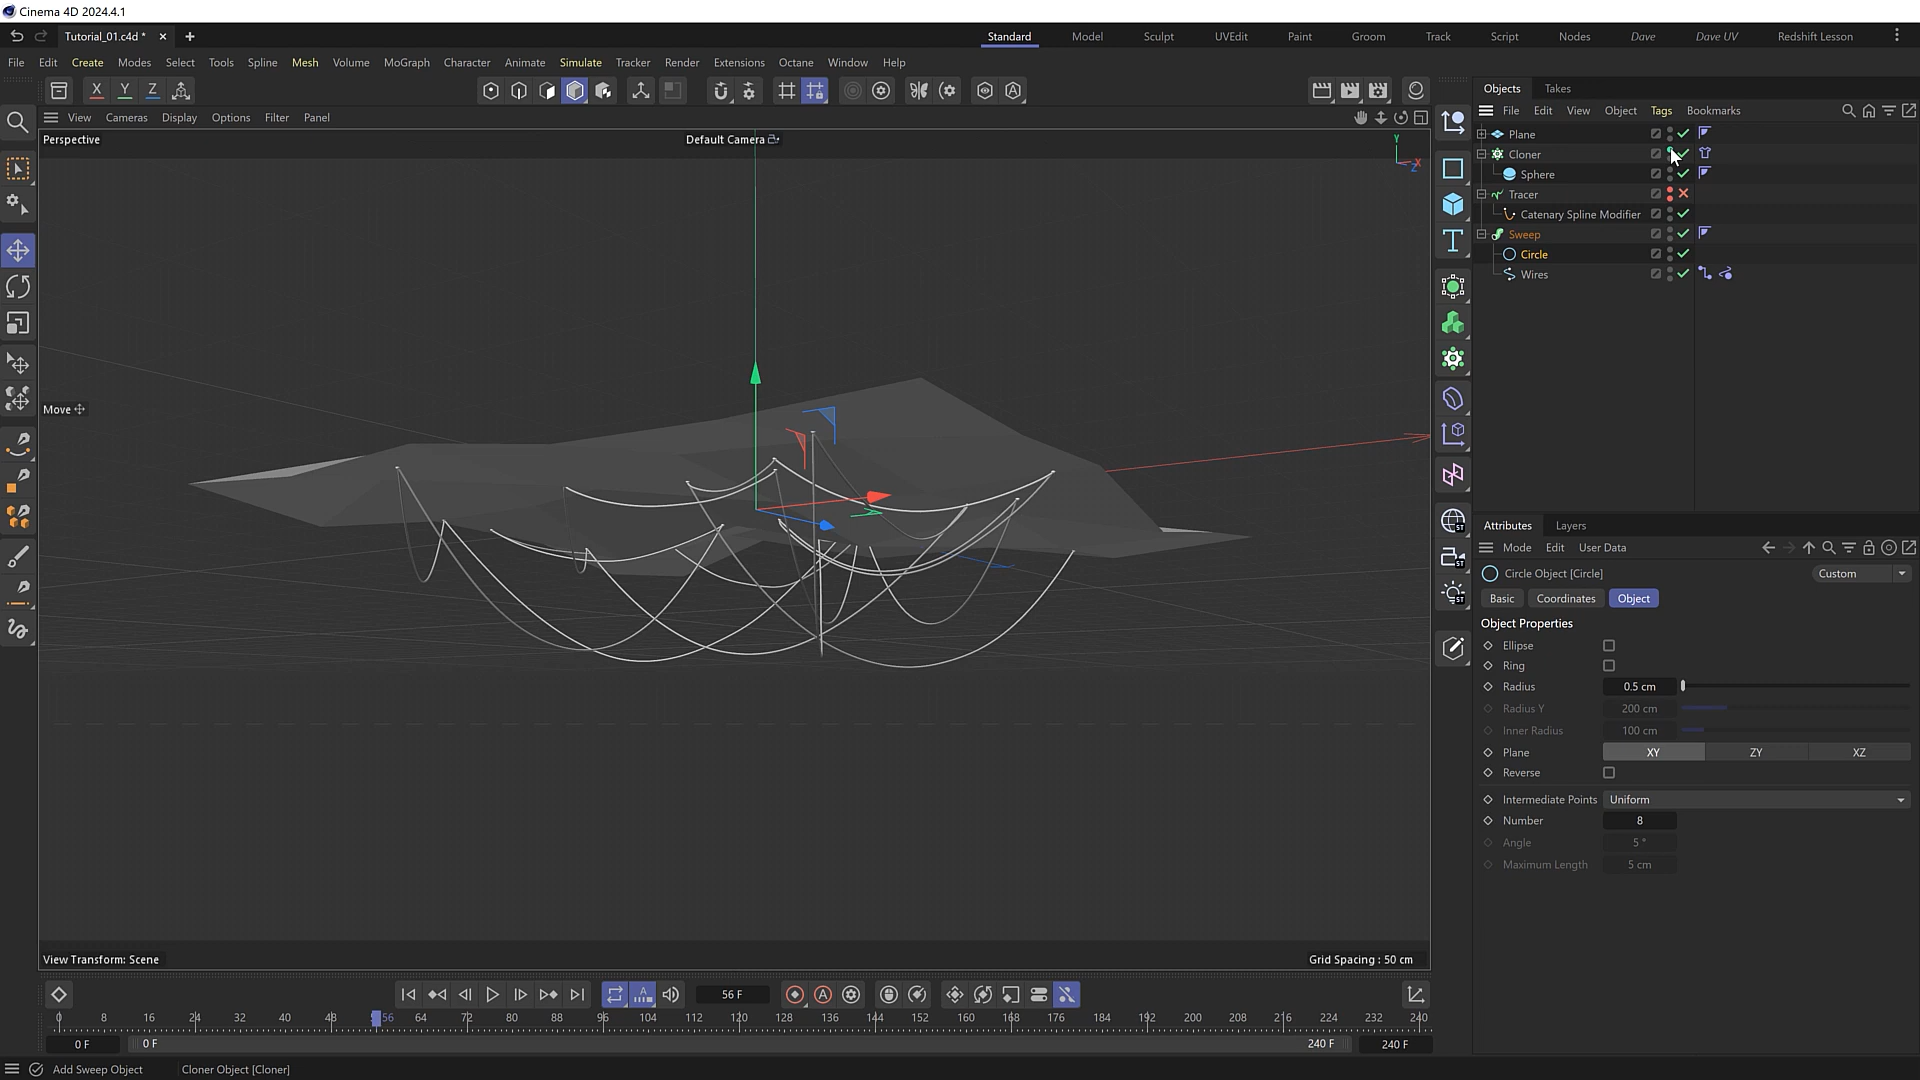 Cinema 4D 2024.4.1
Tutorial_01.c4d *
Standard Model Sculpt UVEdit Paint Groom Track Script Nodes Dave Dave UV Redshift Lesson
File Edit Create Modes Select Tools Spline Mesh Volume MoGraph Character Animate Simulate Tracker Render Extensions Octane Window Help
X Y Z
Objects Takes
File Edit View Object Tags Bookmarks
View Cameras Display Options Filter Panel
Perspective
Default Camera
Y
X
Z
Plane
Cloner
Sphere
Tracer
Catenary Spline Modifier
Sweep
Circle
Wires
Move
Attributes Layers
Mode Edit User Data
Circle Object [Circle]
Custom
Basic Coordinates Object
Object Properties
Ellipse
Ring
Radius 0.5 cm
Radius Y 200 cm
Inner Radius 100 cm
Plane XY ZY XZ
Reverse
Intermediate Points Uniform
Number 8
Angle 5 °
Maximum Length 5 cm
View Transform: Scene
Grid Spacing : 50 cm
56 F
0 8 16 24 32 40 48 56 64 72 80 88 96 104 112 120 128 136 144 152 160 168 176 184 192 200 208 216 224 232 240
0 F 0 F 240 F 240 F
Add Sweep Object Cloner Object [Cloner]